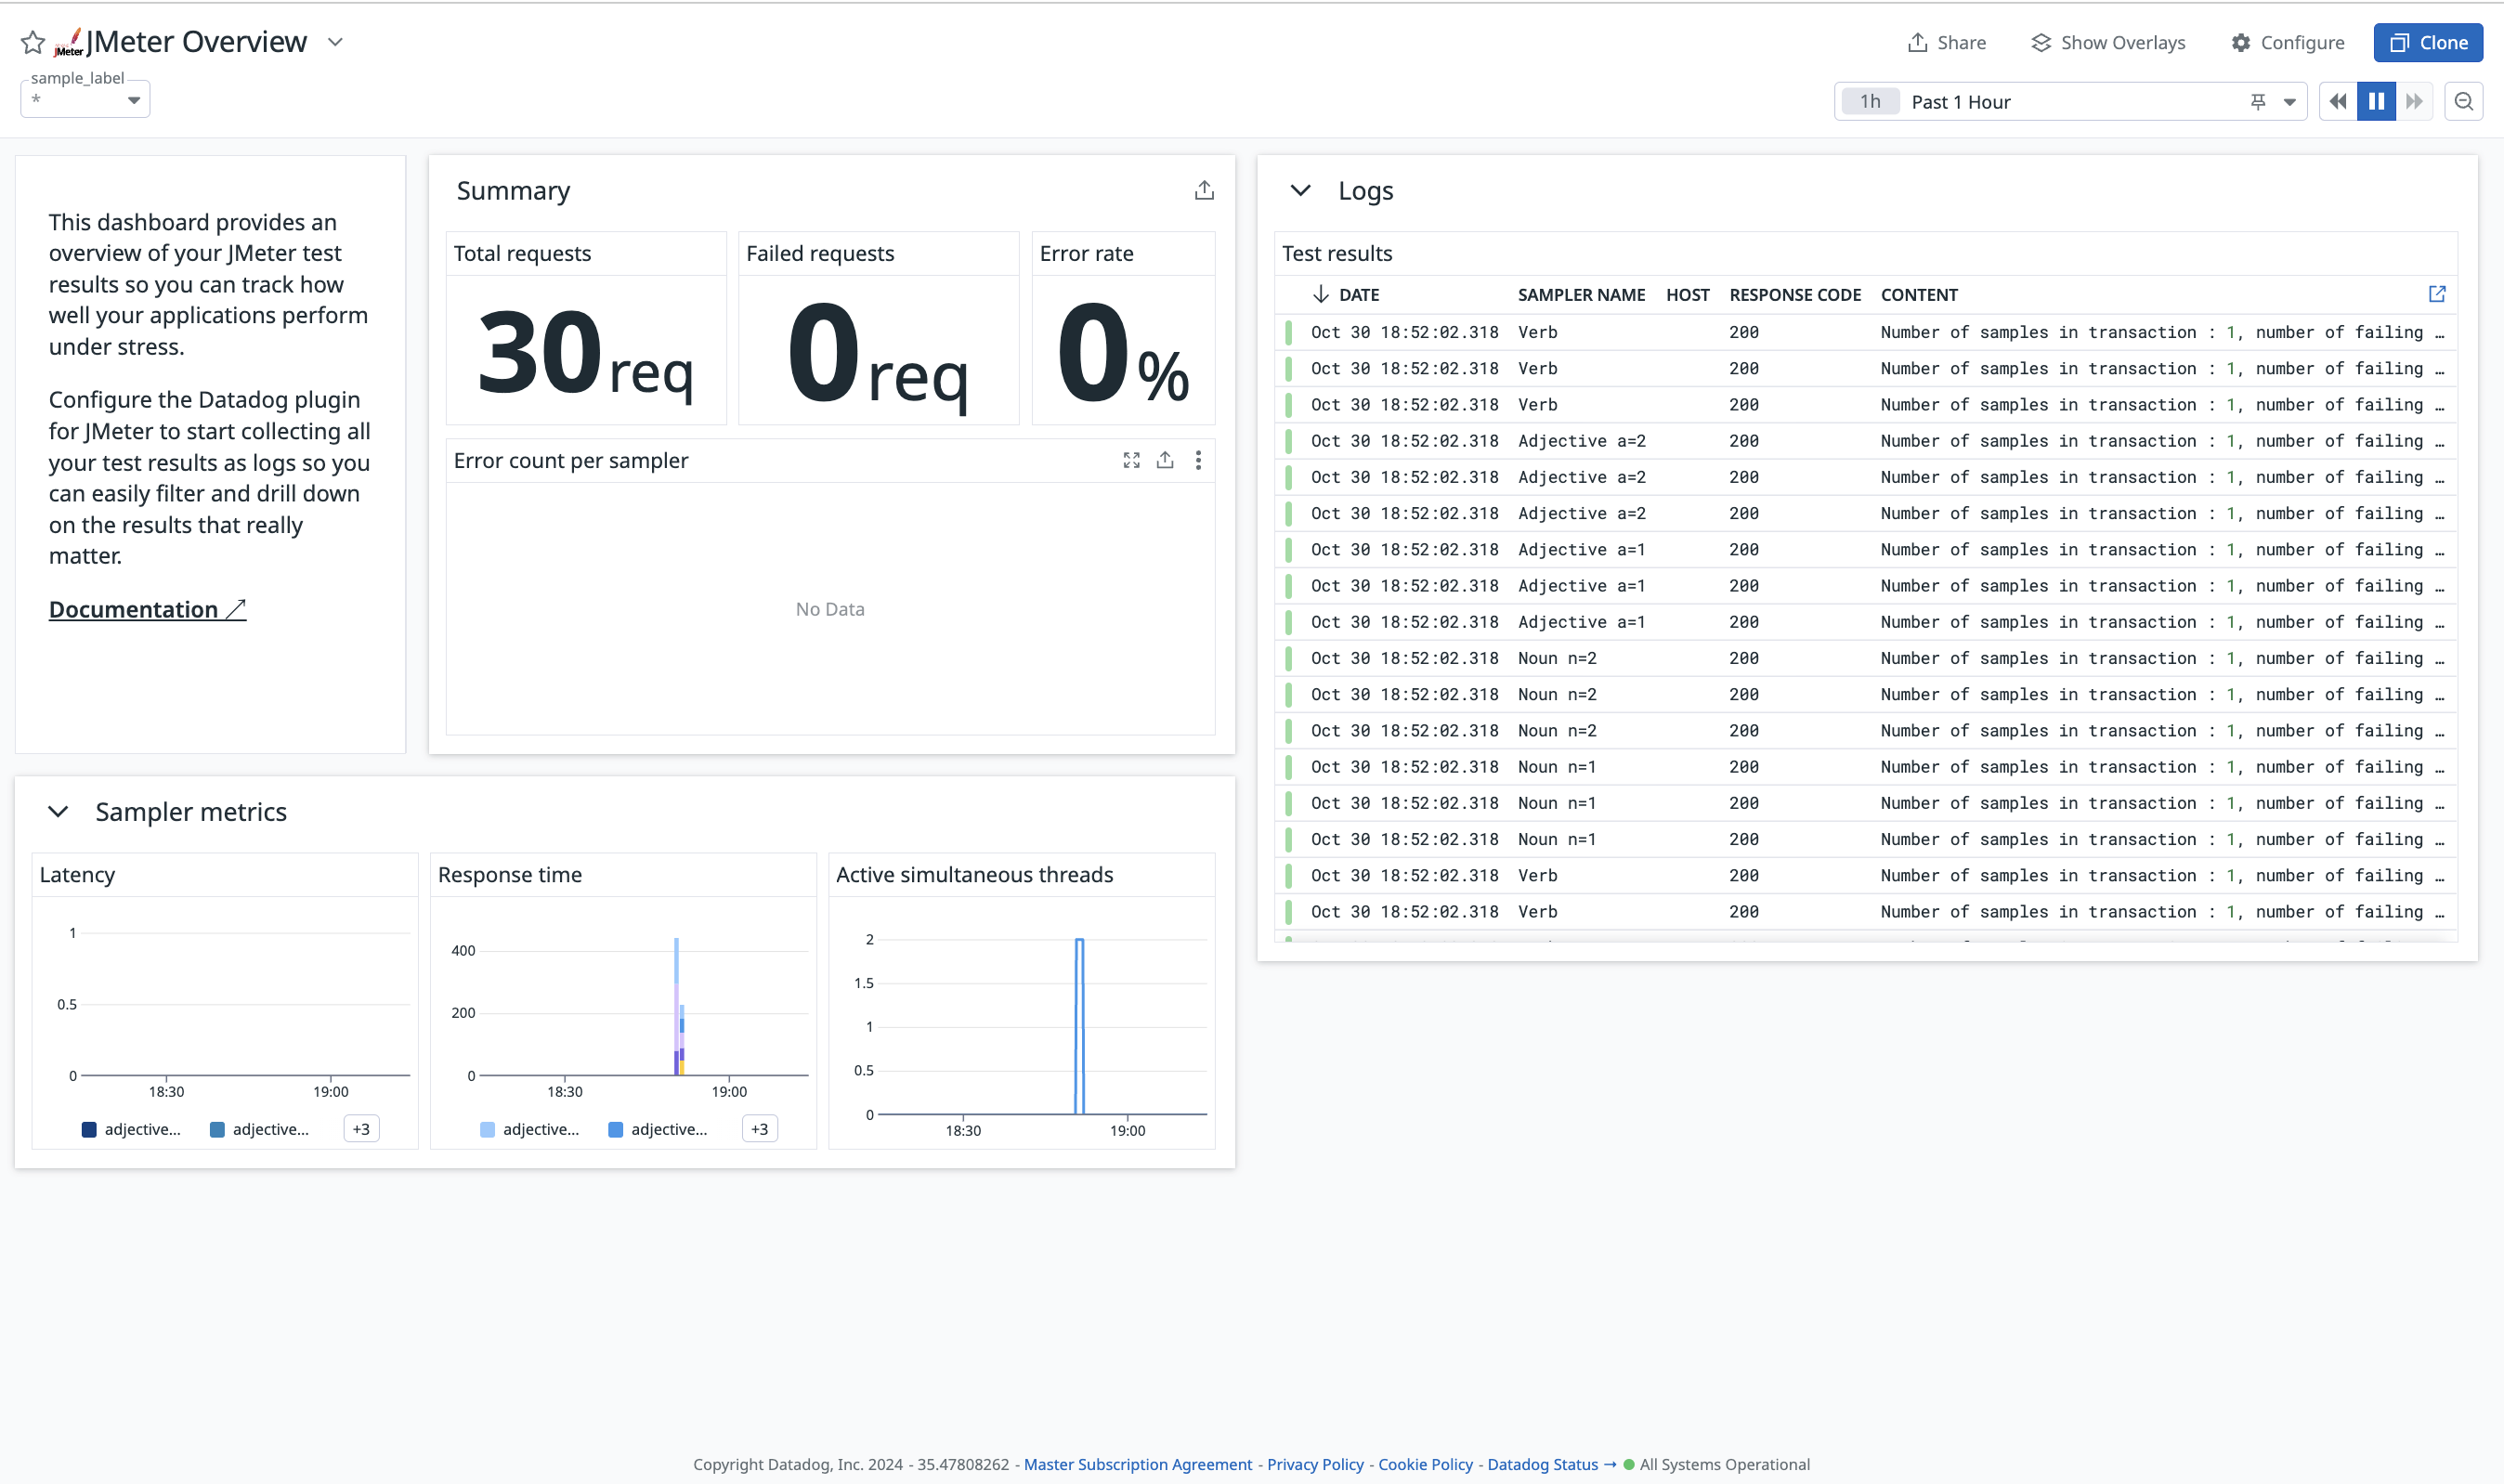 JMeter Overview
Share
Show Overlays
Configure
Clone
sample_label
*
1h Past 1 Hour
This dashboard provides an
overview of your JMeter test
results so you can track how
well your applications perform
under stress.
Configure the Datadog plugin
for JMeter to start collecting all
your test results as logs so you
can easily filter and drill down
on the results that really
matter.
Documentation
Summary
Total requests
30 req
Failed requests
0 req
Error rate
0 %
Error count per sampler
No Data
Sampler metrics
Latency
1
0.5
0
18:30 19:00
adjective... adjective... +3
Response time
400
200
0
18:30 19:00
adjective... adjective... +3
Active simultaneous threads
2
1.5
1
0.5
0
18:30 19:00
Logs
Test results
DATE SAMPLER NAME HOST RESPONSE CODE CONTENT
Oct 30 18:52:02.318 Verb 200 Number of samples in transaction : 1, number of failing …
Oct 30 18:52:02.318 Verb 200 Number of samples in transaction : 1, number of failing …
Oct 30 18:52:02.318 Verb 200 Number of samples in transaction : 1, number of failing …
Oct 30 18:52:02.318 Adjective a=2 200 Number of samples in transaction : 1, number of failing …
Oct 30 18:52:02.318 Adjective a=2 200 Number of samples in transaction : 1, number of failing …
Oct 30 18:52:02.318 Adjective a=2 200 Number of samples in transaction : 1, number of failing …
Oct 30 18:52:02.318 Adjective a=1 200 Number of samples in transaction : 1, number of failing …
Oct 30 18:52:02.318 Adjective a=1 200 Number of samples in transaction : 1, number of failing …
Oct 30 18:52:02.318 Adjective a=1 200 Number of samples in transaction : 1, number of failing …
Oct 30 18:52:02.318 Noun n=2 200 Number of samples in transaction : 1, number of failing …
Oct 30 18:52:02.318 Noun n=2 200 Number of samples in transaction : 1, number of failing …
Oct 30 18:52:02.318 Noun n=2 200 Number of samples in transaction : 1, number of failing …
Oct 30 18:52:02.318 Noun n=1 200 Number of samples in transaction : 1, number of failing …
Oct 30 18:52:02.318 Noun n=1 200 Number of samples in transaction : 1, number of failing …
Oct 30 18:52:02.318 Noun n=1 200 Number of samples in transaction : 1, number of failing …
Oct 30 18:52:02.318 Verb 200 Number of samples in transaction : 1, number of failing …
Oct 30 18:52:02.318 Verb 200 Number of samples in transaction : 1, number of failing …
Copyright Datadog, Inc. 2024 - 35.47808262 - Master Subscription Agreement - Privacy Policy - Cookie Policy - Datadog Status → All Systems Operational